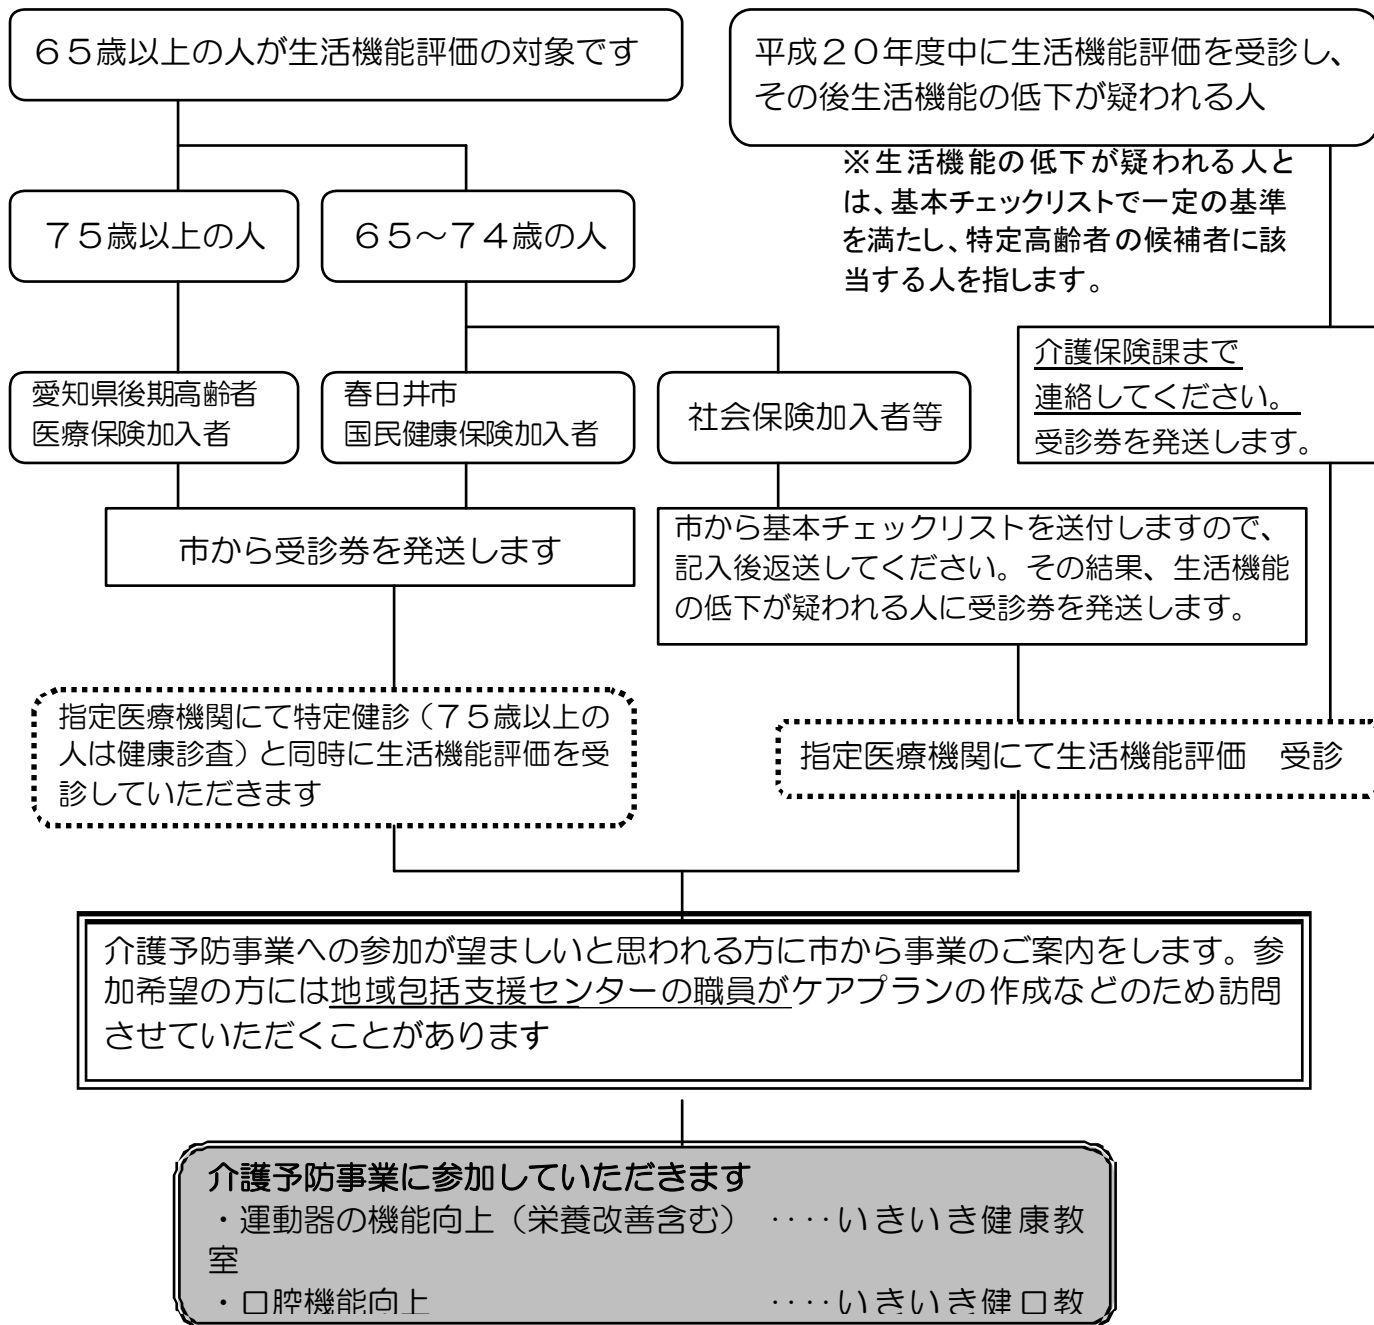 ６５歳以上の人が生活機能評価の対象です
平成２０年度中に生活機能評価を受診し、
その後生活機能の低下が疑われる人
※生活機能の低下が疑われる人と
は、基本チェックリストで一定の基準
を満たし、特定高齢者の候補者に該
当する人を指します。
７５歳以上の人
６５～７４歳の人
愛知県後期高齢者
医療保険加入者
春日井市
国民健康保険加入者
社会保険加入者等
介護保険課まで
連絡してください。
受診券を発送します。
市から受診券を発送します
市から基本チェックリストを送付しますので、
記入後返送してください。その結果、生活機能
の低下が疑われる人に受診券を発送します。
指定医療機関にて特定健診（７５歳以上の
人は健康診査）と同時に生活機能評価を受
診していただきます
指定医療機関にて生活機能評価　受診
介護予防事業への参加が望ましいと思われる方に市から事業のご案内をします。参
加希望の方には地域包括支援センターの職員がケアプランの作成などのため訪問
させていただくことがあります
介護予防事業に参加していただきます
・運動器の機能向上（栄養改善含む）　‥‥いきいき健康教
室
・口腔機能向上　‥‥いきいき健口教